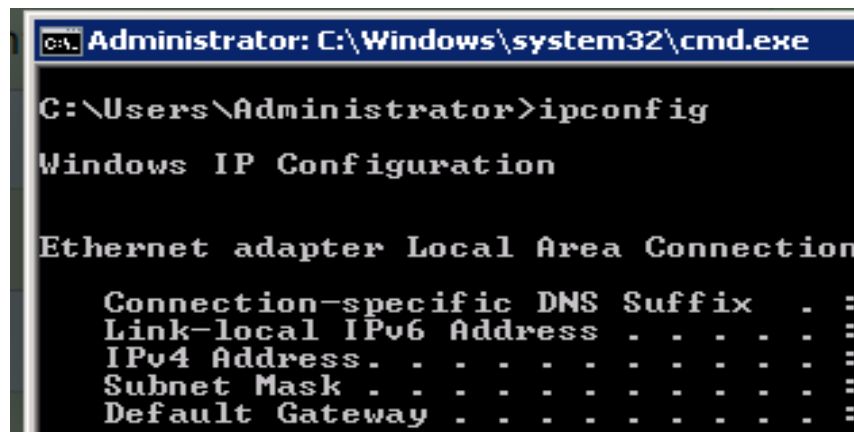 Administrator: C:\Windows\system32\cmd.exe
C:\Users\Administrator>ipconfig
Windows IP Configuration
Ethernet adapter Local Area Connection
Connection-specific DNS Suffix . :
Link-local IPv6 Address . . . . . :
IPv4 Address. . . . . . . . . . . :
Subnet Mask . . . . . . . . . . . :
Default Gateway . . . . . . . . . :